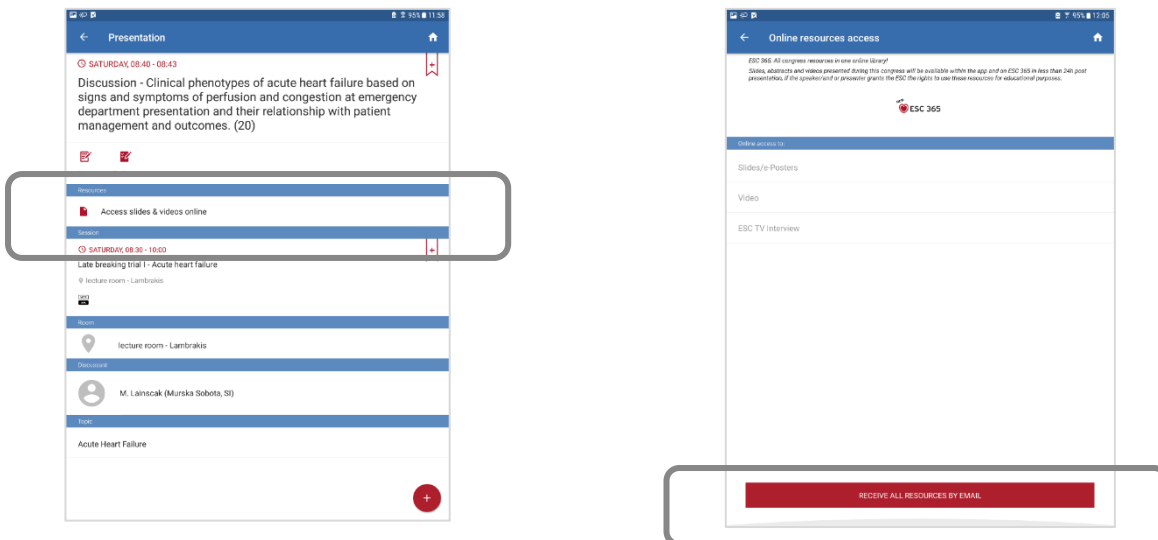 95% 11:58
Presentation
SATURDAY, 08:40 - 08:43
Discussion - Clinical phenotypes of acute heart failure based on
signs and symptoms of perfusion and congestion at emergency
department presentation and their relationship with patient
management and outcomes. (20)
Resources
Access slides & videos online
Session
SATURDAY, 08:30 - 10:00
Late breaking trial I - Acute heart failure
lecture room - Lambrakis
Room
lecture room - Lambrakis
Discussant
M. Lainscak (Murska Sobota, SI)
Topic
Acute Heart Failure
+
95% 12:05
Online resources access
ESC 365: All congress resources in one online library!
Slides, abstracts and videos presented during this congress will be available within the app and on ESC 365 in less than 24h post
presentation, if the speaker/and or presenter grants the ESC the rights to use these resources for educational purposes.
ESC 365
Online access to:
Slides/e-Posters
Video
ESC TV Interview
RECEIVE ALL RESOURCES BY EMAIL